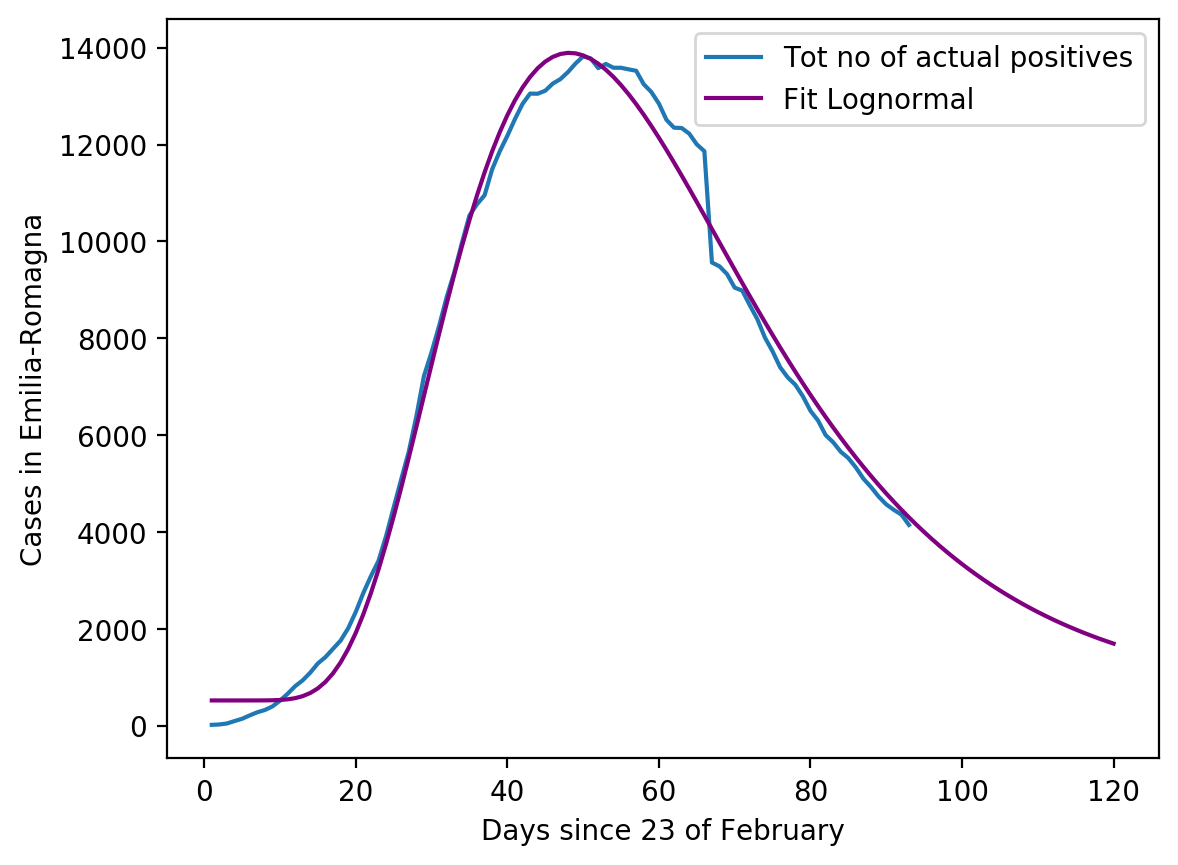 Tot no of actual positives
Fit Lognormal
Cases in Emilia-Romagna
14000
12000
10000
8000
6000
4000
2000
0
0 20 40 60 80 100 120
Days since 23 of February